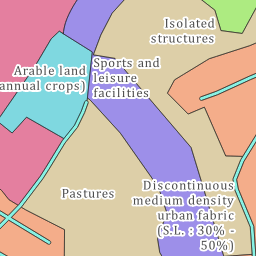 Isolated
structures
Arable land
annual crops)
Sports and
leisure
facilities
Pastures
Discontinuous
medium density
urban fabric
(S.L. : 30% -
50%)